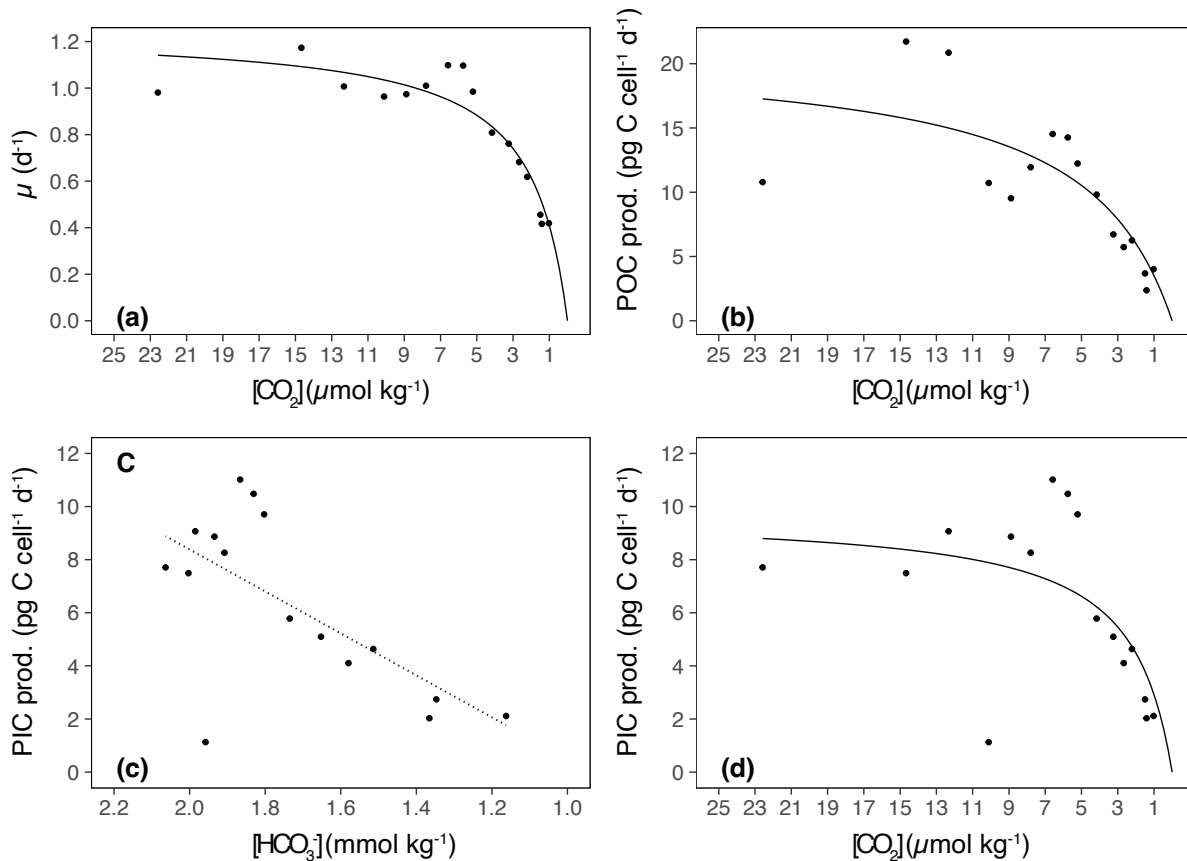 μ (d⁻¹)
1.2
1.0
0.8
0.6
0.4
0.2
0.0
(a)
25 23 21 19 17 15 13 11 9 7 5 3 1
[CO₂](μmol kg⁻¹)
POC prod. (pg C cell⁻¹ d⁻¹)
20
15
10
5
0
(b)
25 23 21 19 17 15 13 11 9 7 5 3 1
[CO₂](μmol kg⁻¹)
PIC prod. (pg C cell⁻¹ d⁻¹)
12
10
8
6
4
2
0
C
(c)
2.2 2.0 1.8 1.6 1.4 1.2 1.0
[HCO₃⁻](mmol kg⁻¹)
PIC prod. (pg C cell⁻¹ d⁻¹)
12
10
8
6
4
2
0
(d)
25 23 21 19 17 15 13 11 9 7 5 3 1
[CO₂](μmol kg⁻¹)